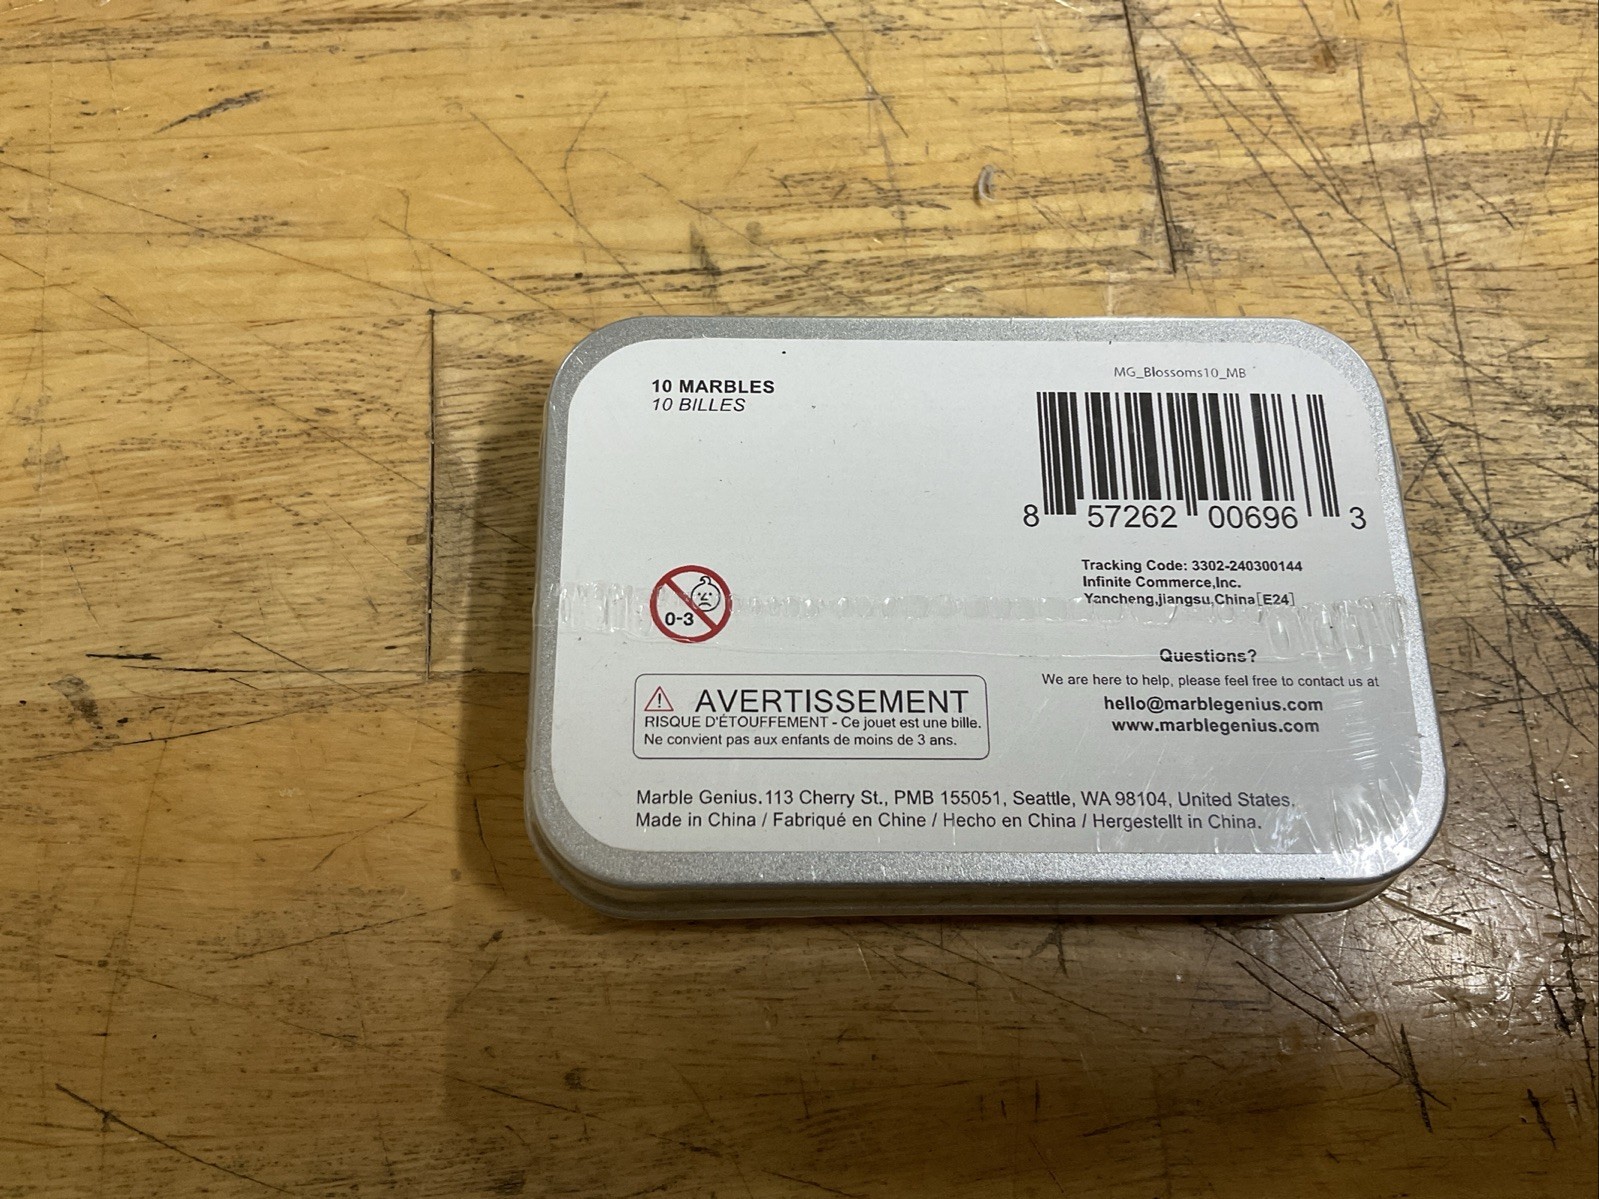 10 MARBLES
10 BILLES
MG_Blossoms10_MB
8 57262 00696 3
Tracking Code: 3302-240300144
Infinite Commerce,Inc.
Yancheng,jiangsu,China[E24]
0-3
Questions?
We are here to help, please feel free to contact us at
hello@marblegenius.com
www.marblegenius.com
AVERTISSEMENT
RISQUE D'ÉTOUFFEMENT - Ce jouet est une bille.
Ne convient pas aux enfants de moins de 3 ans.
Marble Genius.113 Cherry St., PMB 155051, Seattle, WA 98104, United States.
Made in China / Fabriqué en Chine / Hecho en China / Hergestellt in China.